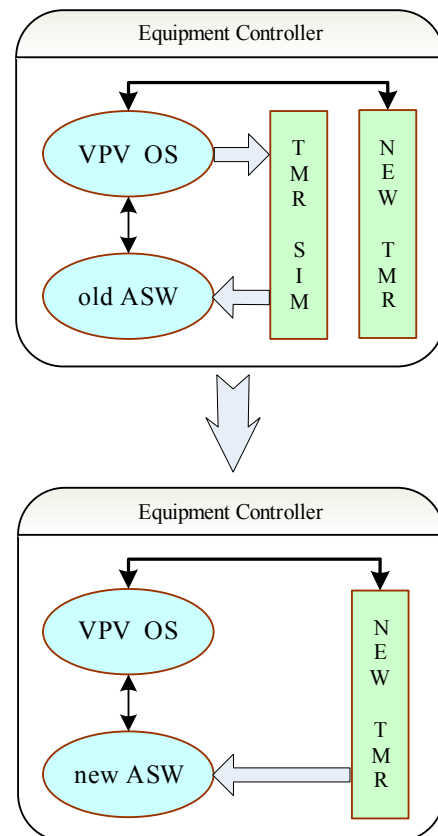 Equipment Controller
VPV OS
old ASW
T
M
R
S
I
M
N
E
W
T
M
R
Equipment Controller
VPV OS
new ASW
N
E
W
T
M
R